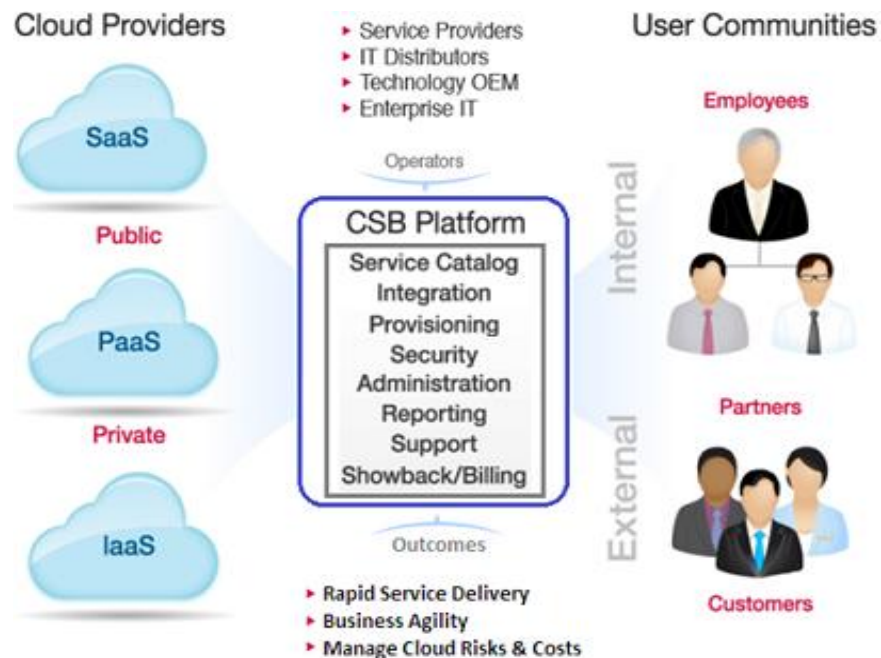 Cloud Providers
SaaS
Public
PaaS
Private
IaaS
Service Providers
IT Distributors
Technology OEM
Enterprise IT
Operators
CSB Platform
Service Catalog
Integration
Provisioning
Security
Administration
Reporting
Support
Showback/Billing
Outcomes
Rapid Service Delivery
Business Agility
Manage Cloud Risks & Costs
User Communities
Internal
Employees
External
Partners
Customers